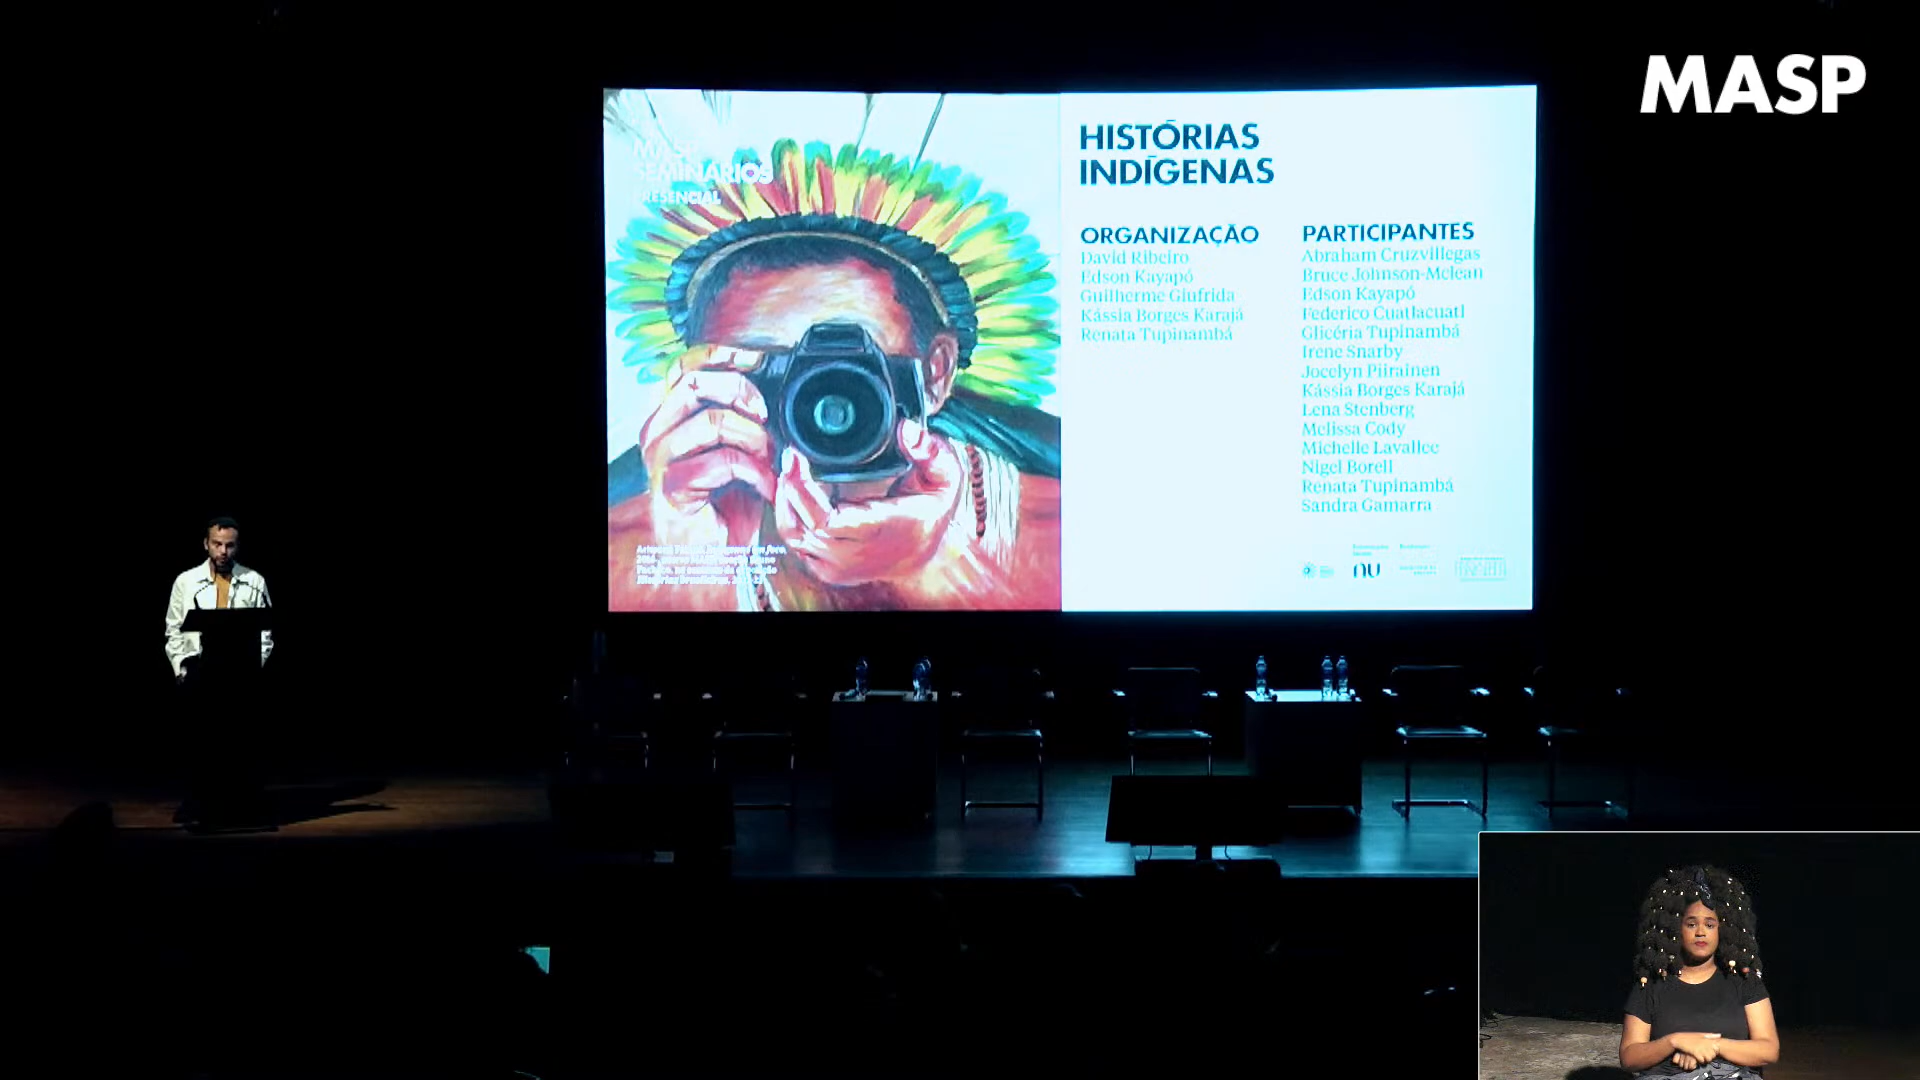 MASP
MASP
SEMINÁRIOS
PRESENCIAL
HISTÓRIAS
INDÍGENAS
ORGANIZAÇÃO
David Ribeiro
Edson Kayapó
Guilherme Giufrida
Kássia Borges Karajá
Renata Tupinambá
PARTICIPANTES
Abraham Cruzvillegas
Bruce Johnson-Mclean
Edson Kayapó
Federico Cuatlacuatl
Glicéria Tupinambá
Irene Snarby
Jocelyn Piirainen
Kássia Borges Karajá
Lena Stenberg
Melissa Cody
Michelle Lavallee
Nigel Borell
Renata Tupinambá
Sandra Gamarra
nu